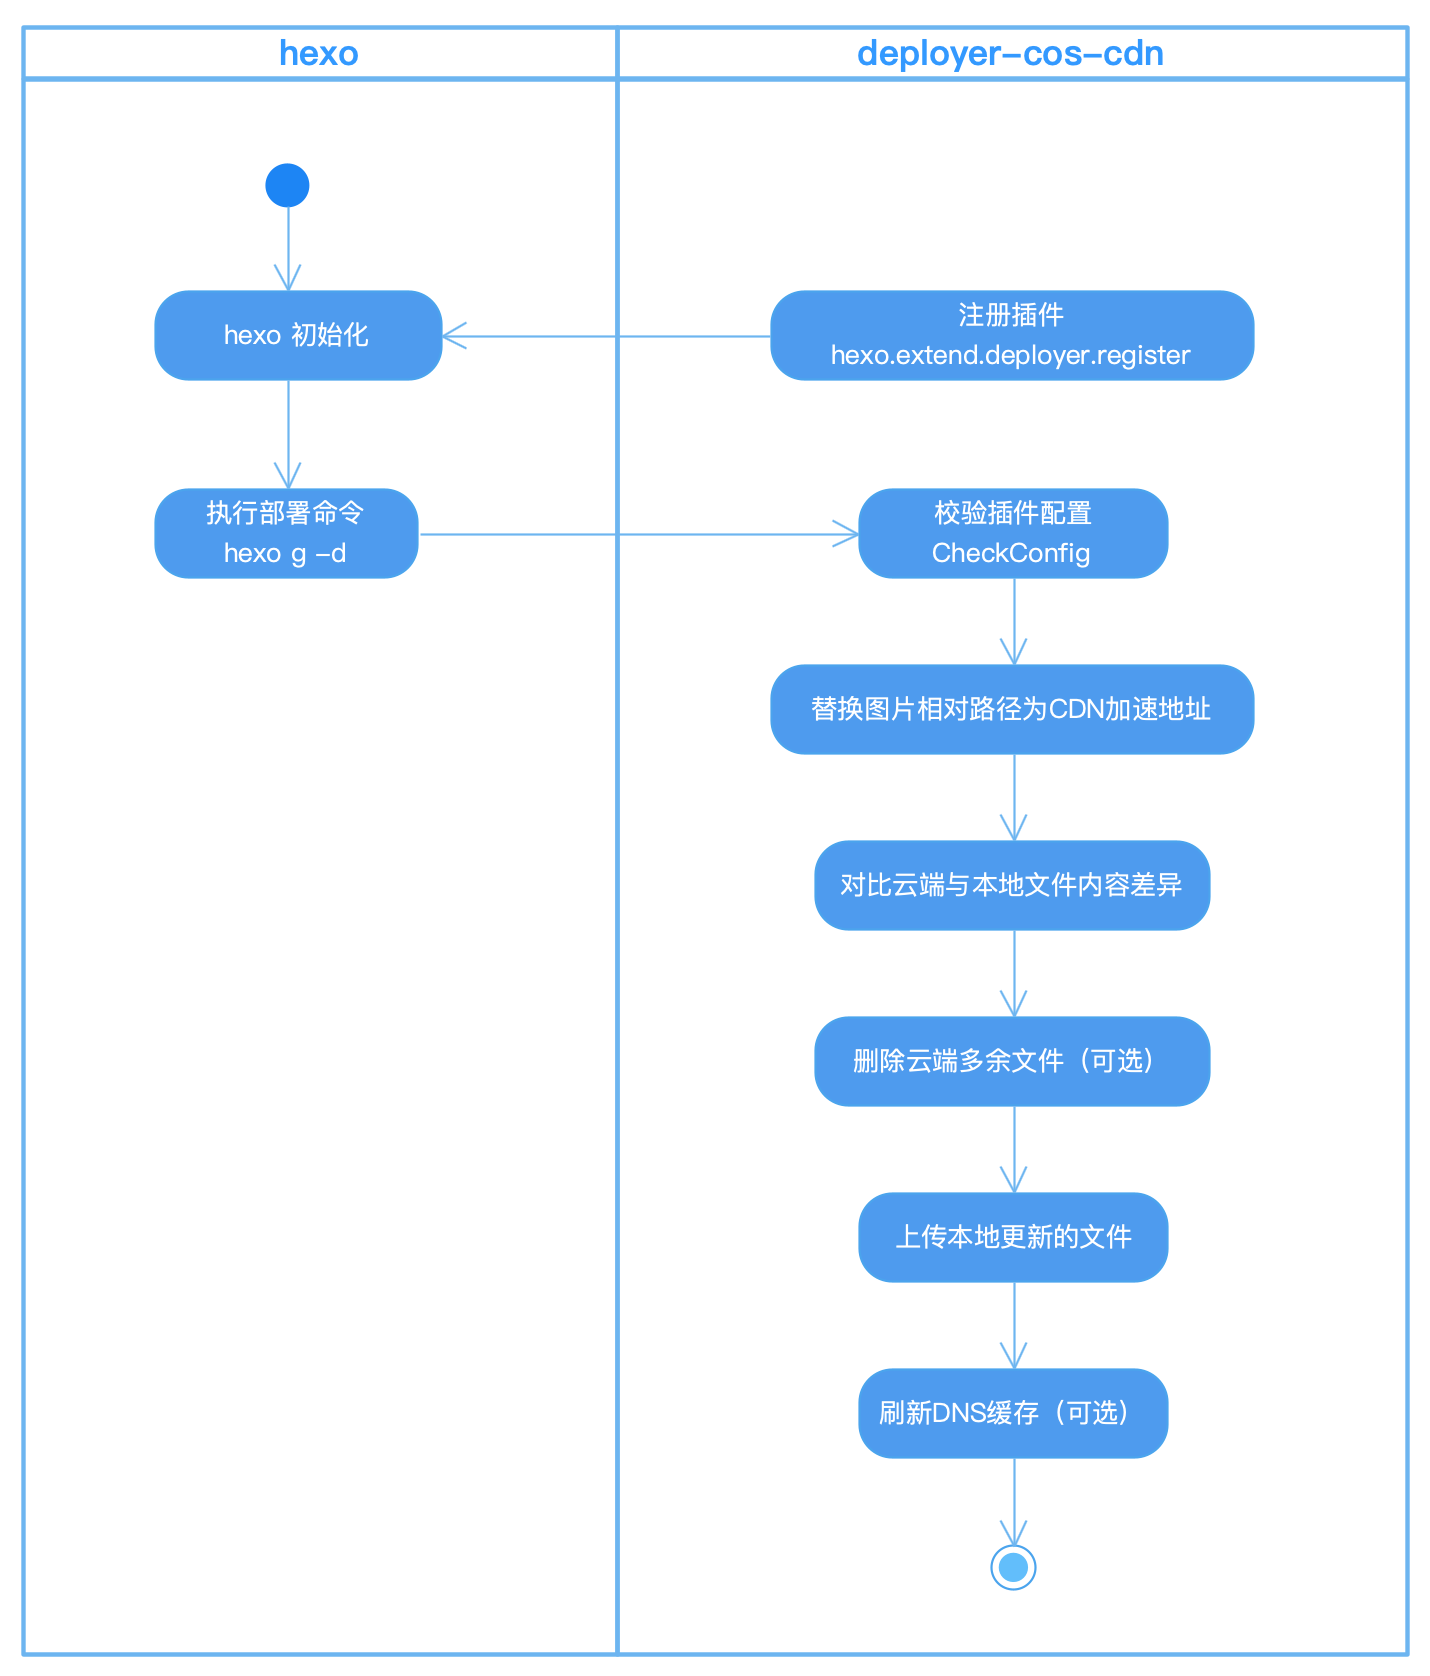 hexo
deployer-cos-cdn
hexo 初始化
注册插件
hexo.extend.deployer.register
执行部署命令
hexo g -d
校验插件配置
CheckConfig
替换图片相对路径为CDN加速地址
对比云端与本地文件内容差异
删除云端多余文件（可选）
上传本地更新的文件
刷新DNS缓存（可选）